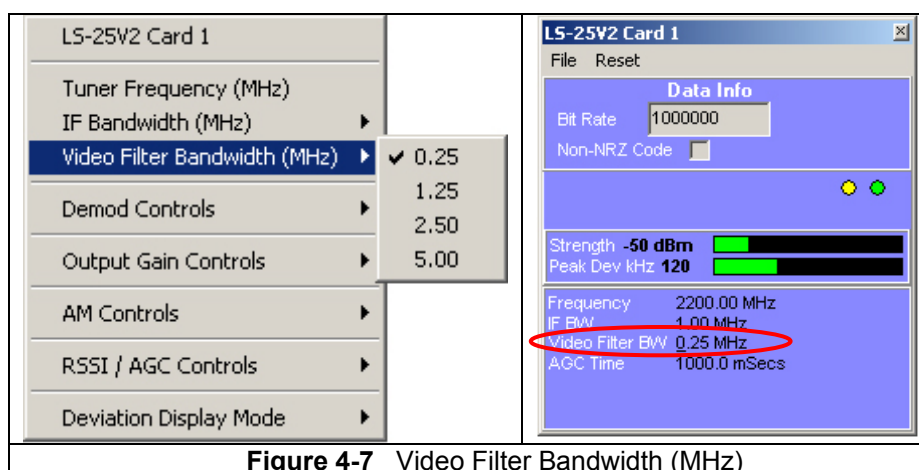 LS-25V2 Card 1
Tuner Frequency (MHz)
IF Bandwidth (MHz)
Video Filter Bandwidth (MHz)
Demod Controls
Output Gain Controls
AM Controls
RSSI / AGC Controls
Deviation Display Mode
0.25
1.25
2.50
5.00
LS-25V2 Card 1
File Reset
Data Info
Bit Rate 1000000
Non-NRZ Code
Strength -50 dBm
Peak Dev kHz 120
Frequency 2200.00 MHz
IF BW 1.00 MHz
Video Filter BW 0.25 MHz
AGC Time 1000.0 mSecs
Figure 4-7 Video Filter Bandwidth (MHz)